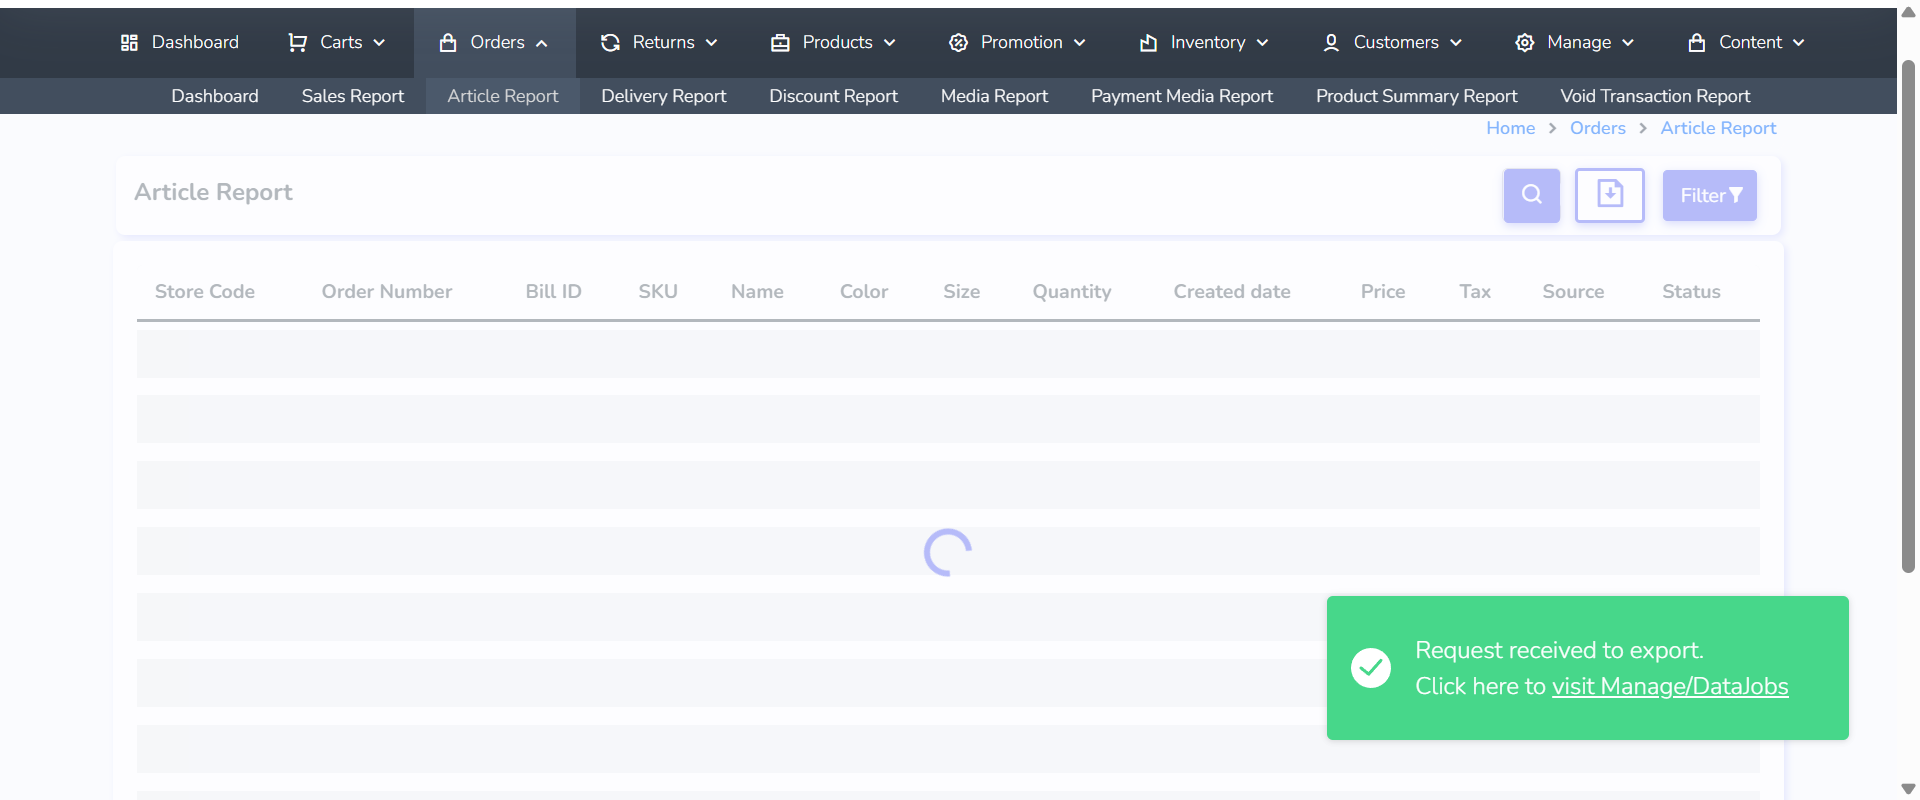 Dashboard Carts Orders Returns Products Promotion Inventory Customers Manage Content
Dashboard Sales Report Article Report Delivery Report Discount Report Media Report Payment Media Report Product Summary Report Void Transaction Report
Home > Orders > Article Report
Article Report
Filter
Store Code Order Number Bill ID SKU Name Color Size Quantity Created date Price Tax Source Status
Request received to export.
Click here to visit Manage/DataJobs